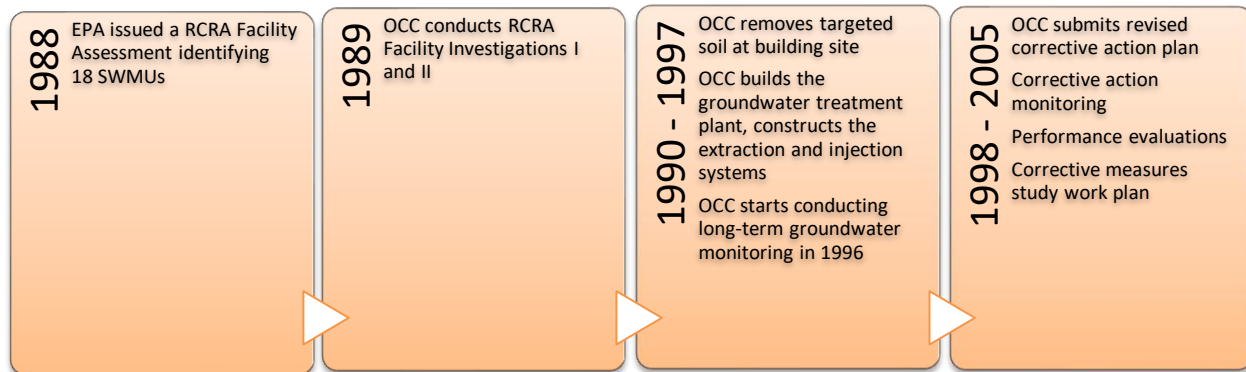 1988
EPA issued a RCRA Facility
Assessment identifying
18 SWMUs
1989
OCC conducts RCRA
Facility Investigations I
and II
1990 - 1997
OCC removes targeted
soil at building site
OCC builds the
groundwater treatment
plant, constructs the
extraction and injection
systems
OCC starts conducting
long-term groundwater
monitoring in 1996
1998 - 2005
OCC submits revised
corrective action plan
Corrective action
monitoring
Performance evaluations
Corrective measures
study work plan